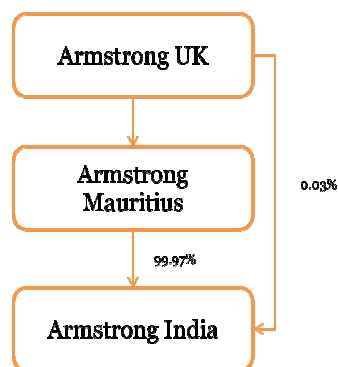 Armstrong UK
Armstrong
Mauritius
0.03%
99.97%
Armstrong India